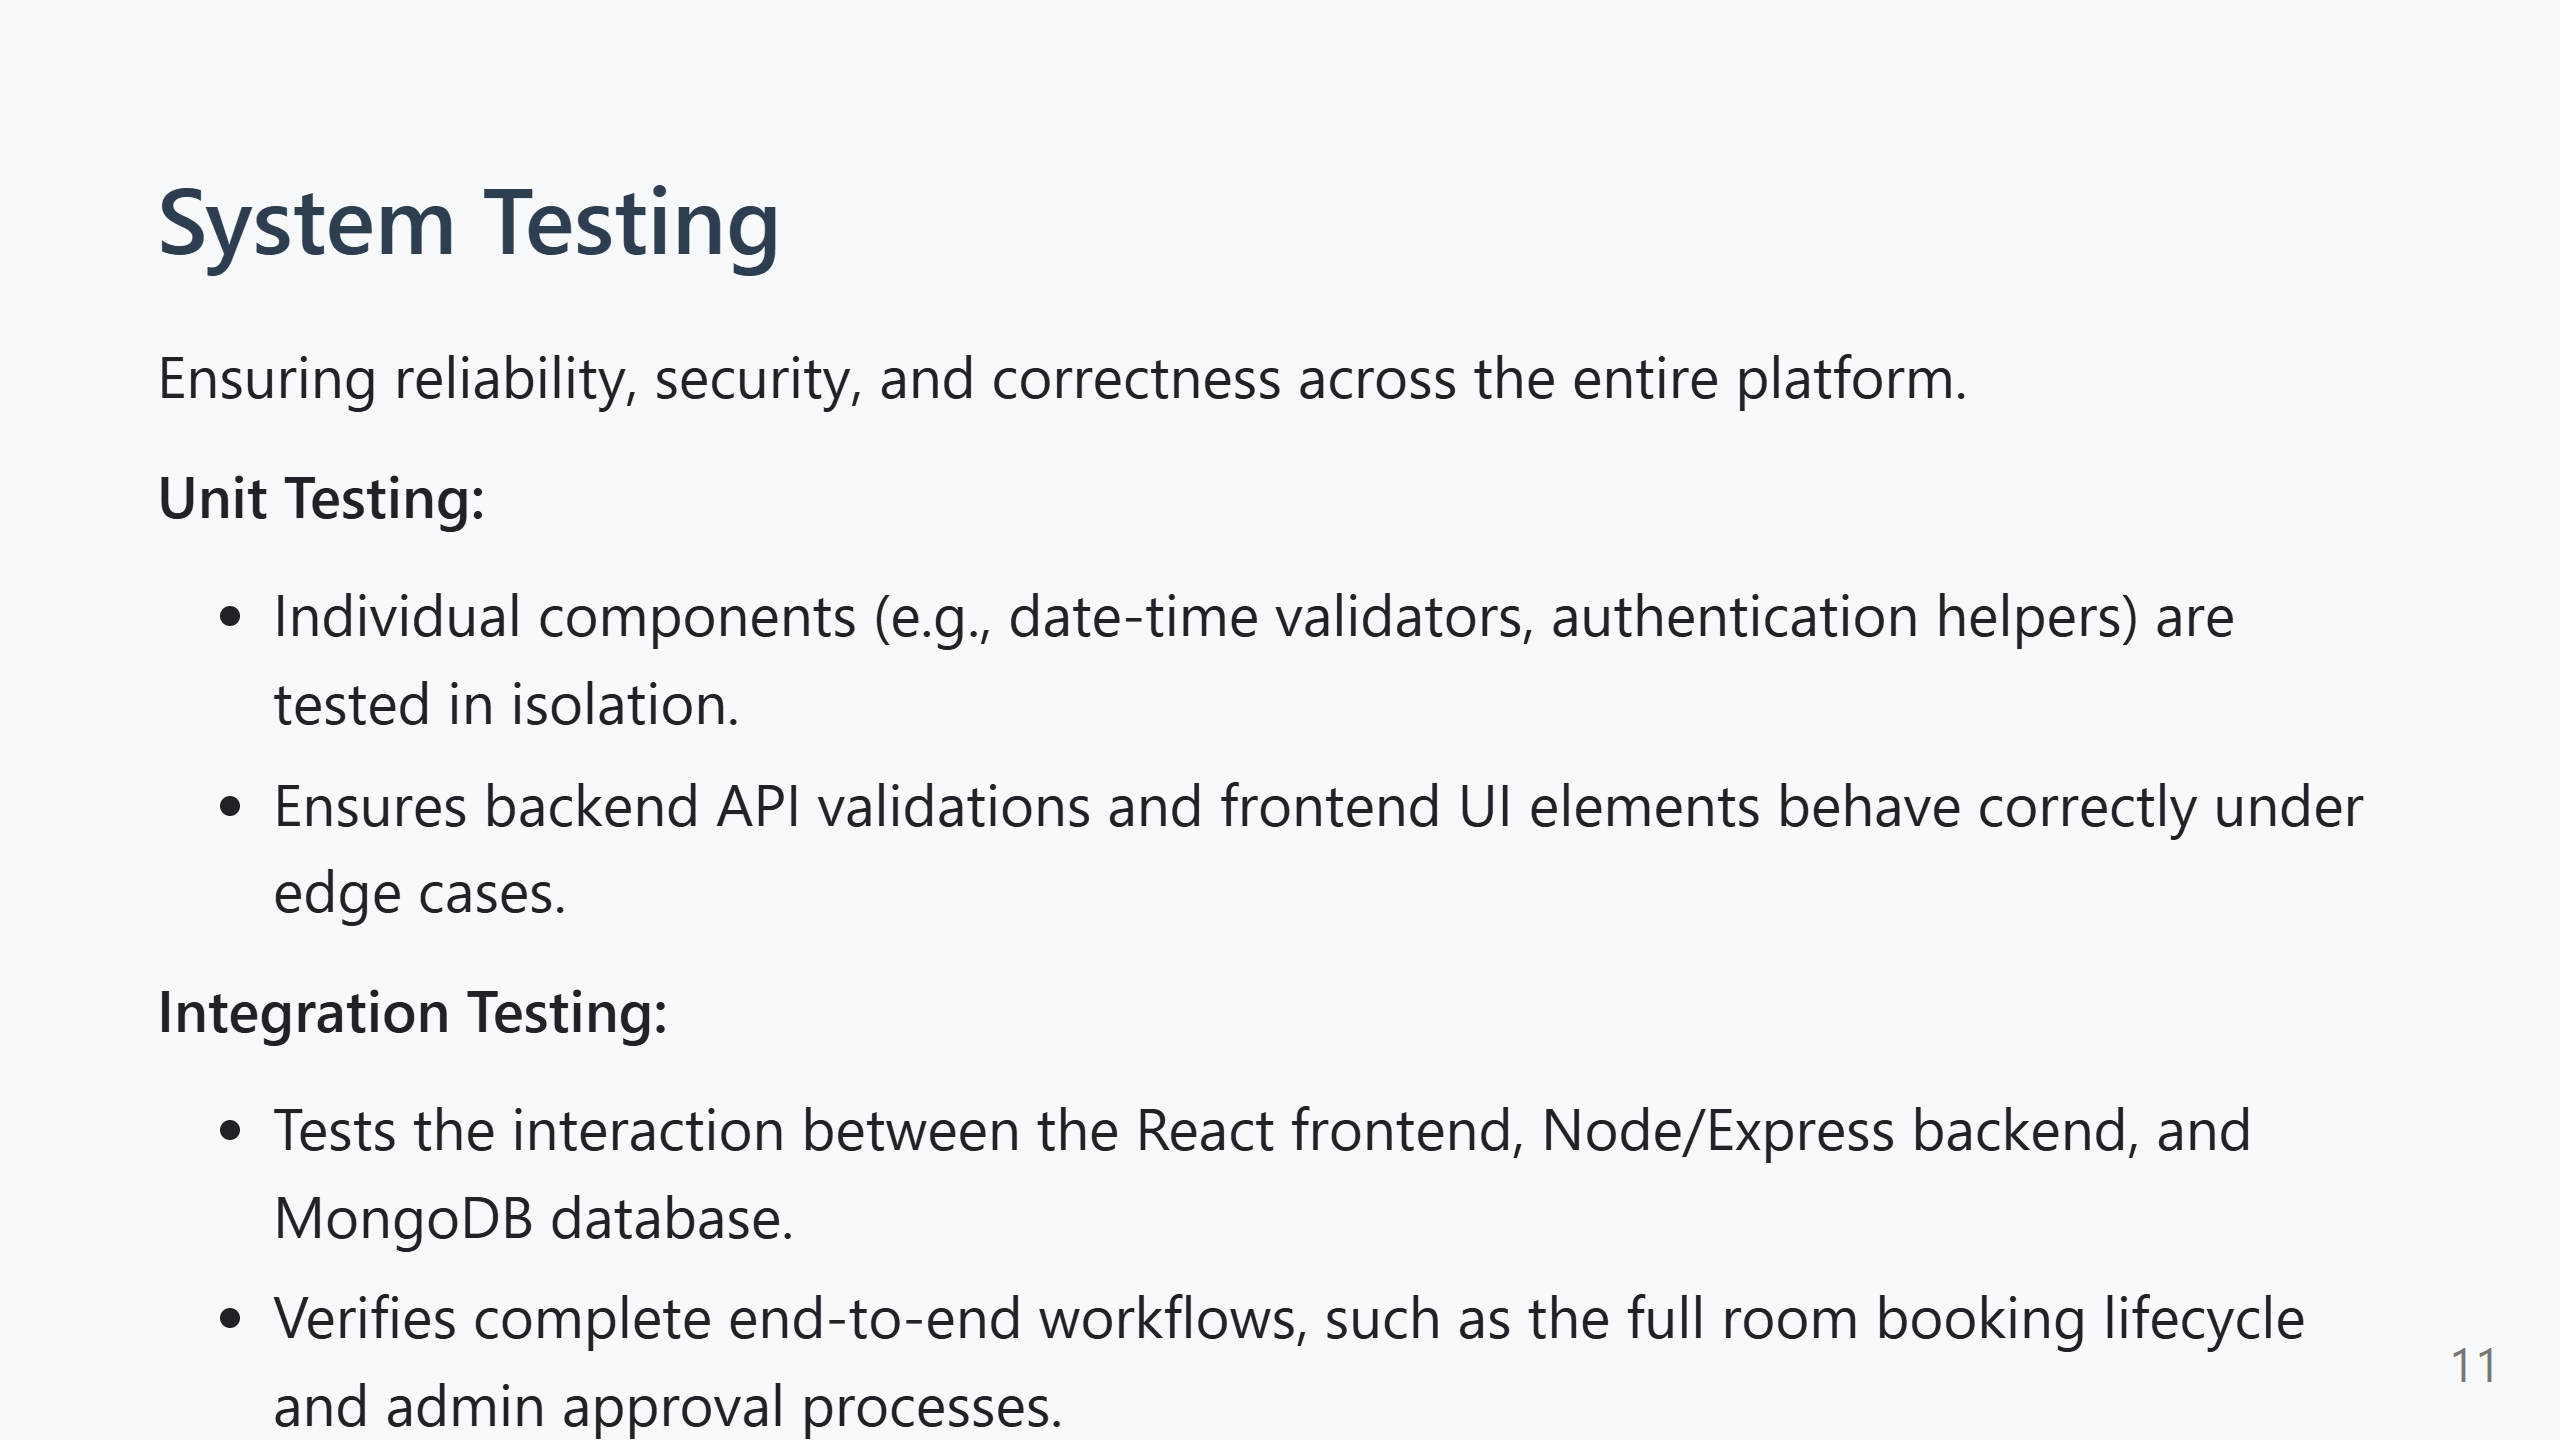 System Testing
Ensuring reliability, security, and correctness across the entire platform.
Unit Testing:
• Individual components (e.g., date-time validators, authentication helpers) are
tested in isolation.
• Ensures backend API validations and frontend UI elements behave correctly under
edge cases.
Integration Testing:
• Tests the interaction between the React frontend, Node/Express backend, and
MongoDB database.
• Verifies complete end-to-end workflows, such as the full room booking lifecycle
and admin approval processes.
11